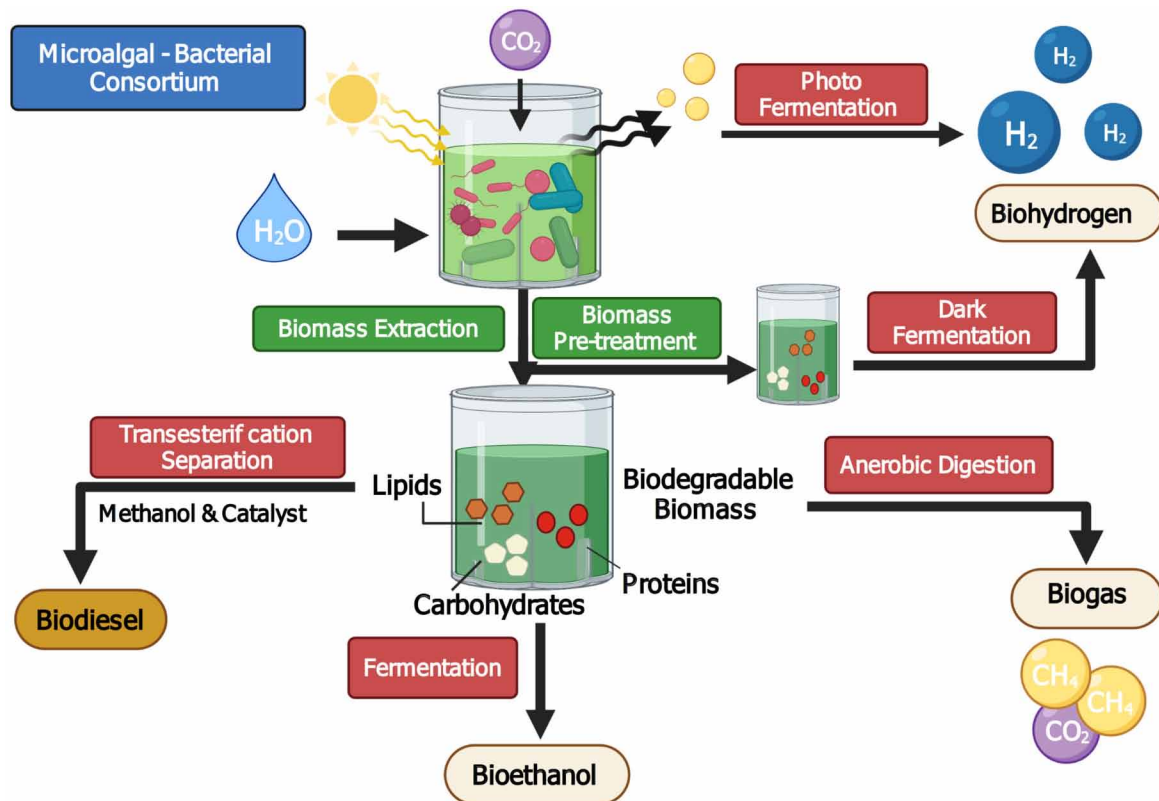 Microalgal - Bacterial
Consortium
CO₂
Photo
Fermentation
H₂
H₂
H₂
Biohydrogen
H₂O
Biomass Extraction
Biomass
Pre-treatment
Dark
Fermentation
Transesterif cation
Separation
Methanol & Catalyst
Lipids
Biodegradable
Biomass
Anerobic Digestion
Proteins
Carbohydrates
Biodiesel
Biogas
Fermentation
CH₄
CH₄
CO₂
Bioethanol